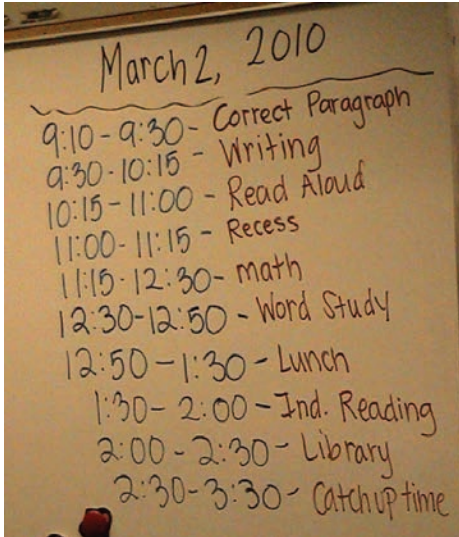 March 2, 2010
9:10 - 9:30 - Correct Paragraph
9:30 - 10:15 - Writing
10:15 - 11:00 - Read Aloud
11:00 - 11:15 - Recess
11:15 - 12:30 - math
12:30 - 12:50 - Word Study
12:50 - 1:30 - Lunch
1:30 - 2:00 - Ind. Reading
2:00 - 2:30 - Library
2:30 - 3:30 - Catch up time